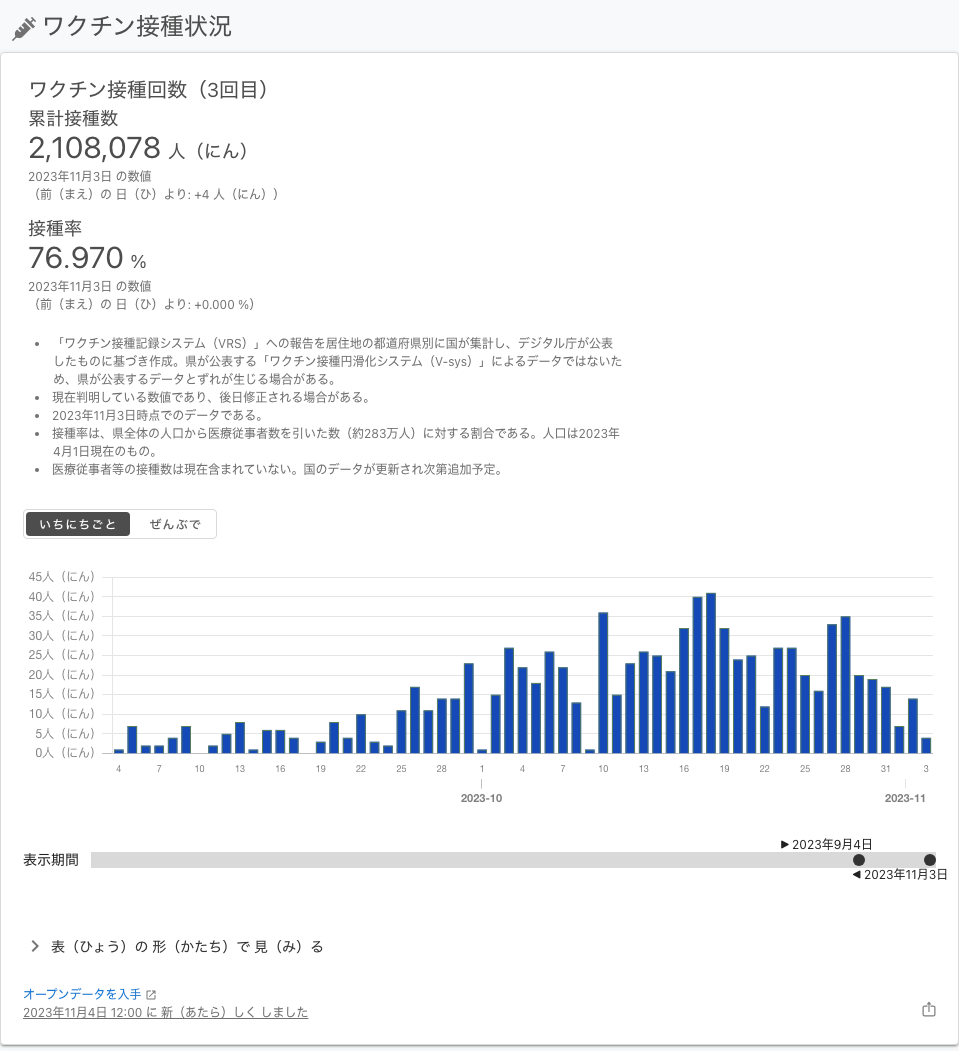 ワクチン接種状況
ワクチン接種回数（3回目）
累計接種数
2,108,078 人（にん）
2023年11月3日 の数値
（前（まえ）の 日（ひ）より: +4 人（にん））
接種率
76.970 %
2023年11月3日 の数値
（前（まえ）の 日（ひ）より: +0.000 %）
• 「ワクチン接種記録システム（VRS）」への報告を居住地の都道府県別に国が集計し、デジタル庁が公表
したものに基づき作成。県が公表する「ワクチン接種円滑化システム（V-sys）」によるデータではないた
め、県が公表するデータとずれが生じる場合がある。
• 現在判明している数値であり、後日修正される場合がある。
• 2023年11月3日時点でのデータである。
• 接種率は、県全体の人口から医療従事者数を引いた数（約283万人）に対する割合である。人口は2023年
4月1日現在のもの。
• 医療従事者等の接種数は現在含まれていない。国のデータが更新され次第追加予定。
いちにちごと ぜんぶで
45人（にん）
40人（にん）
35人（にん）
30人（にん）
25人（にん）
20人（にん）
15人（にん）
10人（にん）
5人（にん）
0人（にん）
4 7 10 13 16 19 22 25 28 1 4 7 10 13 16 19 22 25 28 31 3
2023-10 2023-11
▶ 2023年9月4日
表示期間
◀ 2023年11月3日
表（ひょう）の 形（かたち）で 見（み）る
オープンデータを入手
2023年11月4日 12:00 に 新（あたら）しく しました